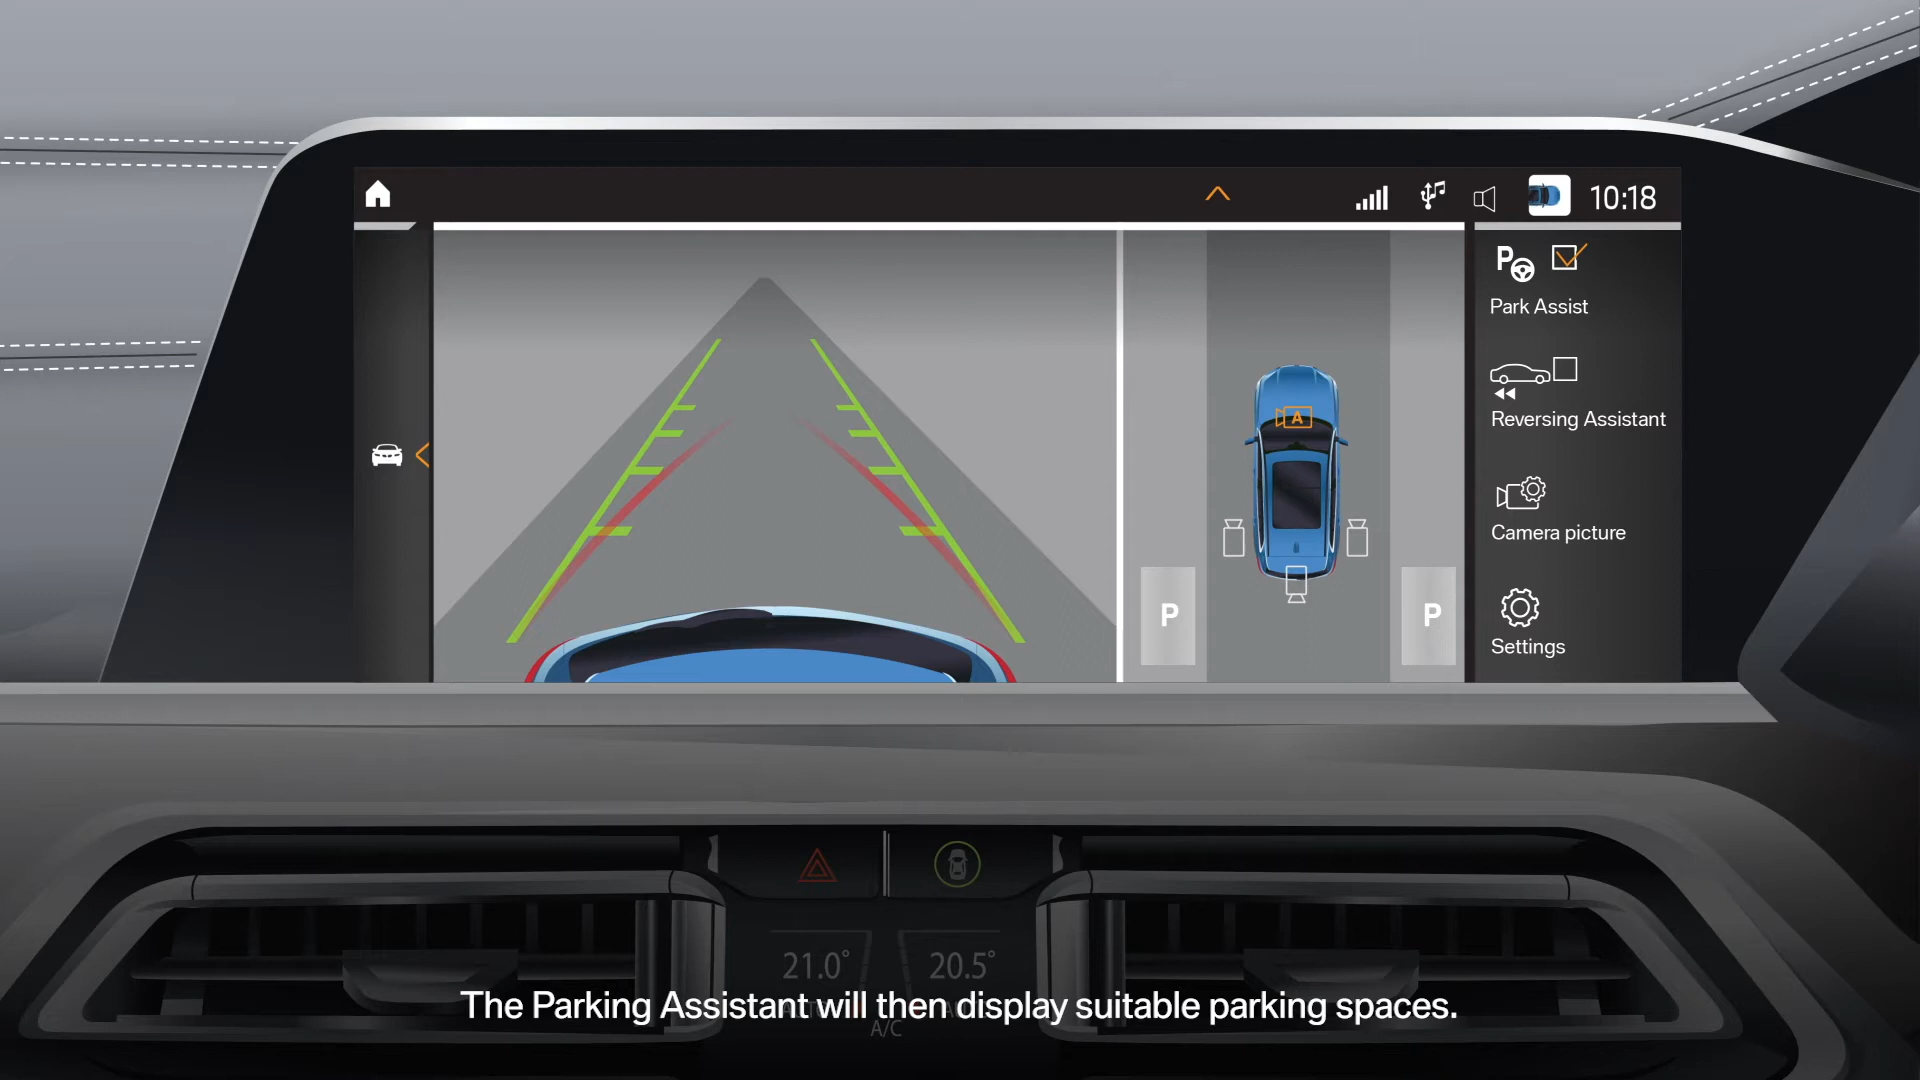 10:18
P
Park Assist
Reversing Assistant
A
Camera picture
P
P
Settings
21.0°
20.5°
The Parking Assistant will then display suitable parking spaces.
A/C